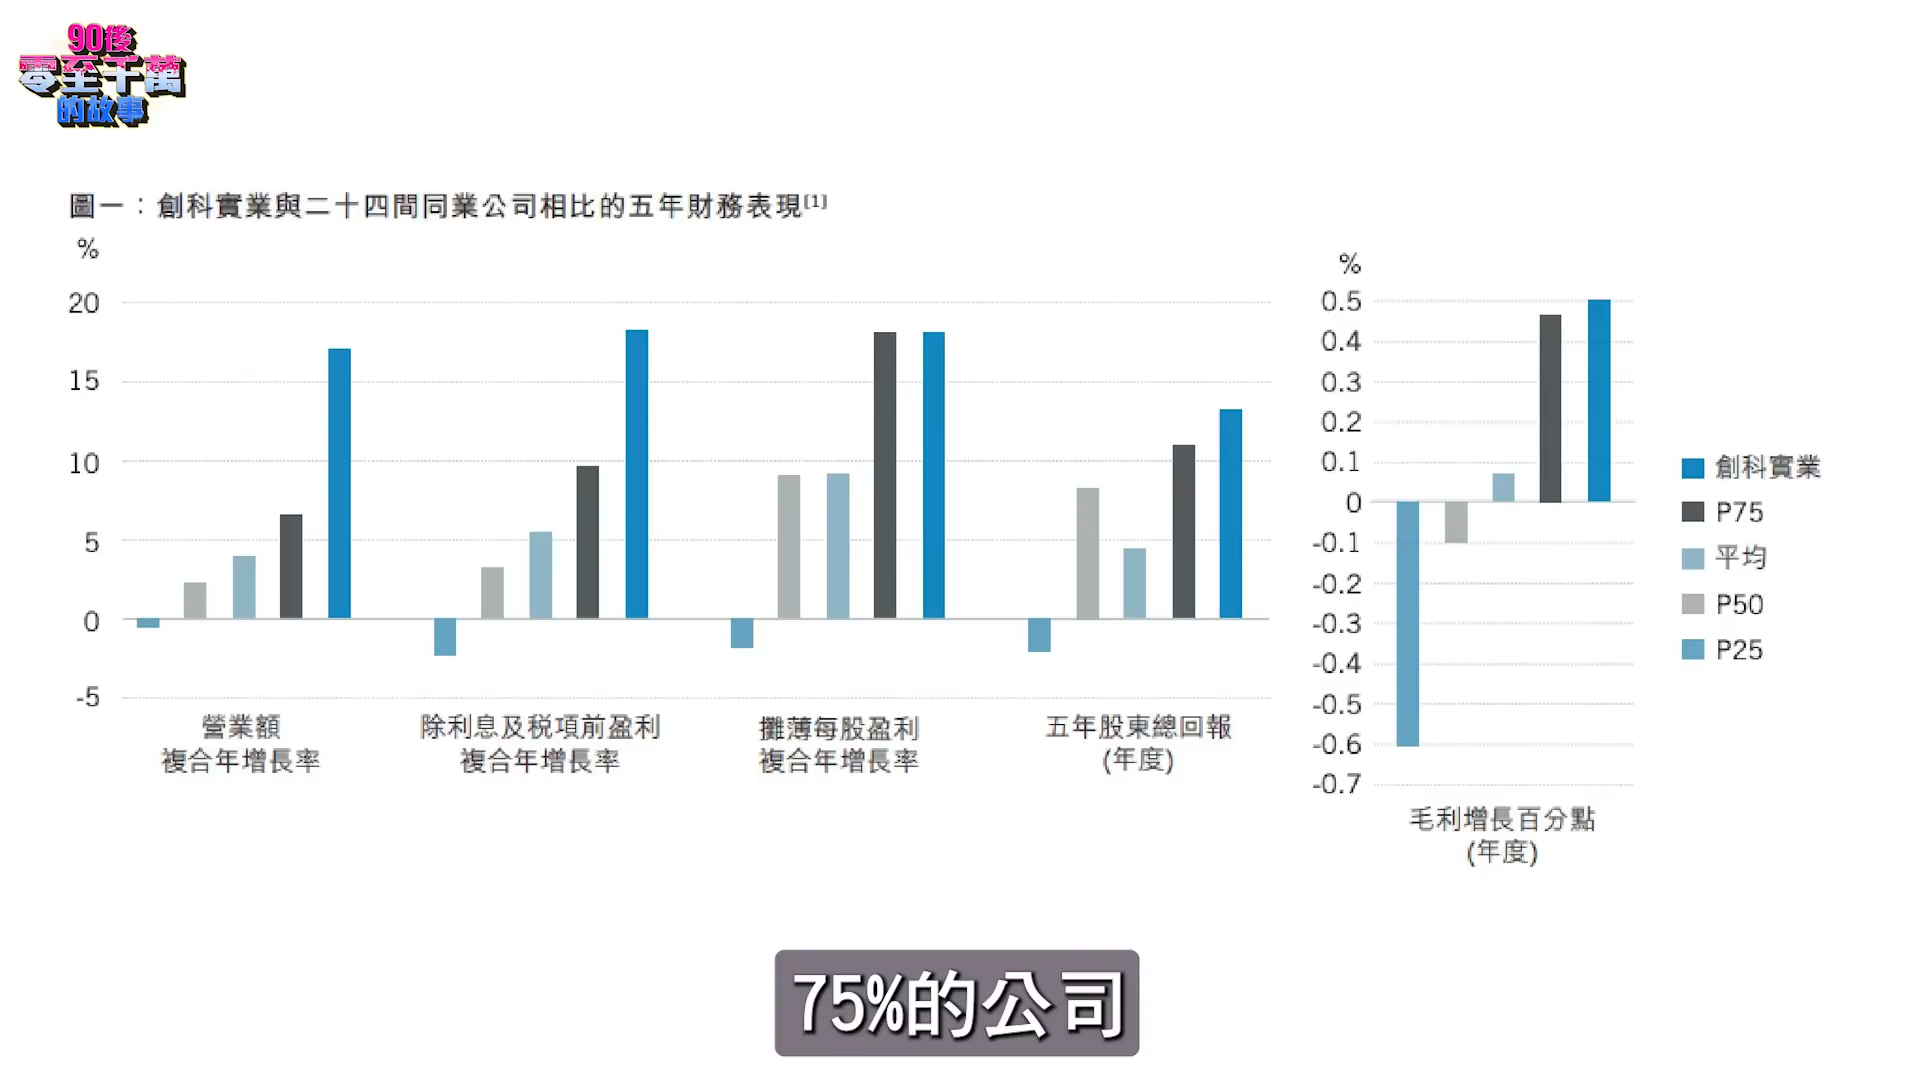 90後
零至千萬
的故事
圖一：創科實業與二十四間同業公司相比的五年財務表現[1]
%
20
15
10
5
0
-5
營業額
複合年增長率
除利息及税項前盈利
複合年增長率
攤薄每股盈利
複合年增長率
五年股東總回報
(年度)
%
0.5
0.4
0.3
0.2
0.1
0
-0.1
-0.2
-0.3
-0.4
-0.5
-0.6
-0.7
毛利增長百分點
(年度)
創科實業
P75
平均
P50
P25
75%的公司